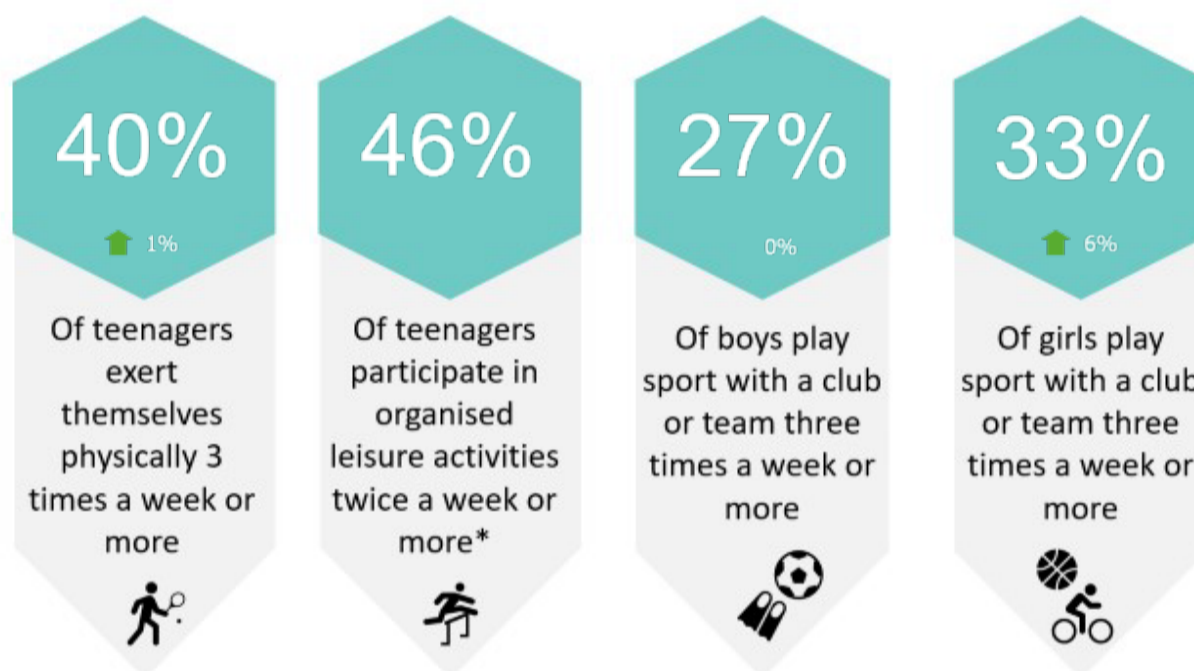 40%
1%
Of teenagers
exert
themselves
physically 3
times a week or
more
46%
Of teenagers
participate in
organised
leisure activities
twice a week or
more*
27%
0%
Of boys play
sport with a club
or team three
times a week or
more
33%
6%
Of girls play
sport with a club
or team three
times a week or
more